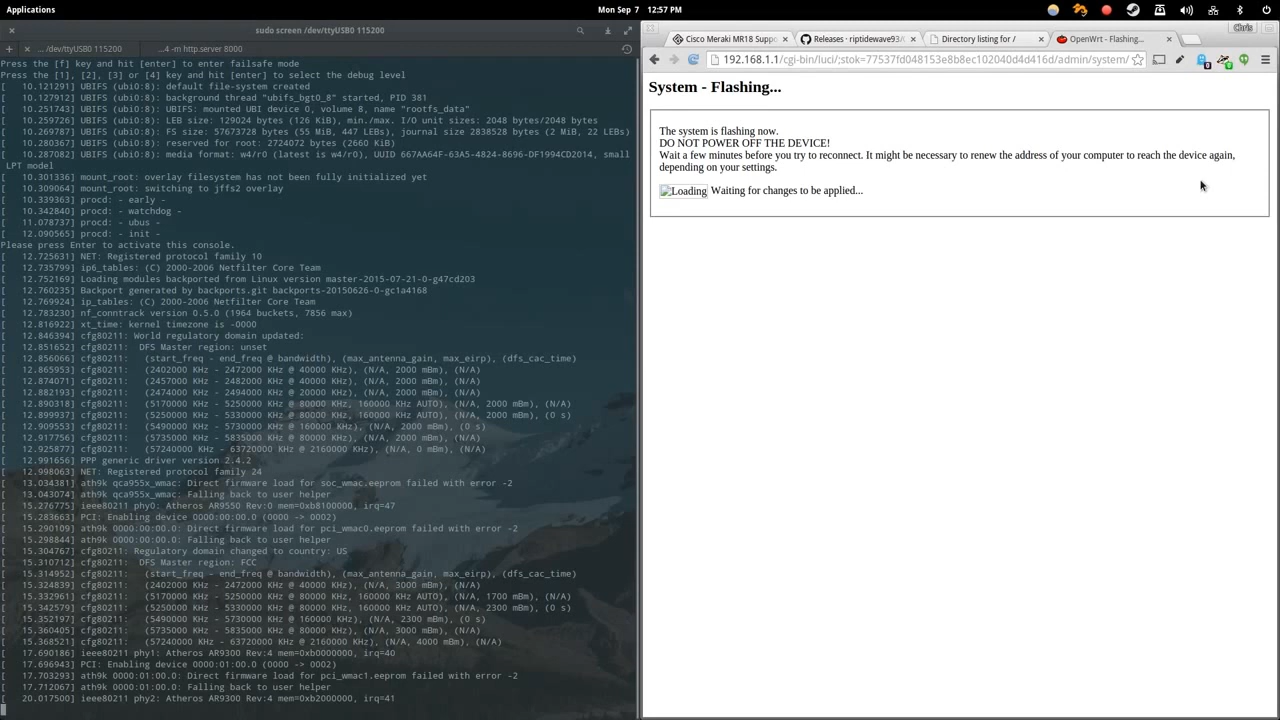 Applications
Mon Sep 7 12:57 PM
sudo screen /dev/ttyUSB0 115200
... /dev/ttyUSB0 115200
...4 -m http.server 8000
Press the [f] key and hit [enter] to enter failsafe mode
Press the [1], [2], [3] or [4] key and hit [enter] to select the debug level
[   10.121291] UBIFS (ubi0:8): default file-system created
[   10.127912] UBIFS (ubi0:8): background thread "ubifs_bgt0_8" started, PID 381
[   10.251743] UBIFS (ubi0:8): UBIFS: mounted UBI device 0, volume 8, name "rootfs_data"
[   10.259726] UBIFS (ubi0:8): LEB size: 129024 bytes (126 KiB), min./max. I/O unit sizes: 2048 bytes/2048 bytes
[   10.269787] UBIFS (ubi0:8): FS size: 57673728 bytes (55 MiB, 447 LEBs), journal size 2838528 bytes (2 MiB, 22 LEBs)
[   10.278807] UBIFS (ubi0:8): reserved for root: 2724072 bytes (2660 KiB)
[   10.287082] UBIFS (ubi0:8): media format: w4/r0 (latest is w4/r0), UUID 667AA64F-63A5-4824-8696-DF1994CD2014, small
LPT model
[   10.301336] mount_root: overlay filesystem has not been fully initialized yet
[   10.309064] mount_root: switching to jffs2 overlay
[   10.339363] procd: - early -
[   10.342840] procd: - watchdog -
[   11.078737] procd: - ubus -
[   12.090565] procd: - init -
Please press Enter to activate this console.
[   12.725631] NET: Registered protocol family 10
[   12.735799] ip6_tables: (C) 2000-2006 Netfilter Core Team
[   12.752169] Loading modules backported from Linux version master-2015-07-21-0-g47cd203
[   12.760235] Backport generated by backports.git backports-20150626-0-gc1a4168
[   12.769924] ip_tables: (C) 2000-2006 Netfilter Core Team
[   12.783230] nf_conntrack version 0.5.0 (1964 buckets, 7856 max)
[   12.816922] xt_time: kernel timezone is -0000
[   12.846394] cfg80211: World regulatory domain updated:
[   12.851652] cfg80211:  DFS Master region: unset
[   12.856066] cfg80211:   (start_freq - end_freq @ bandwidth), (max_antenna_gain, max_eirp), (dfs_cac_time)
[   12.865953] cfg80211:   (2402000 KHz - 2472000 KHz @ 40000 KHz), (N/A, 2000 mBm), (N/A)
[   12.874071] cfg80211:   (2457000 KHz - 2482000 KHz @ 40000 KHz), (N/A, 2000 mBm), (N/A)
[   12.882193] cfg80211:   (2474000 KHz - 2494000 KHz @ 20000 KHz), (N/A, 2000 mBm), (N/A)
[   12.890318] cfg80211:   (5170000 KHz - 5250000 KHz @ 80000 KHz, 160000 KHz AUTO), (N/A, 2000 mBm), (N/A)
[   12.899937] cfg80211:   (5250000 KHz - 5330000 KHz @ 80000 KHz, 160000 KHz AUTO), (N/A, 2000 mBm), (0 s)
[   12.909553] cfg80211:   (5490000 KHz - 5730000 KHz @ 160000 KHz), (N/A, 2000 mBm), (0 s)
[   12.917756] cfg80211:   (5735000 KHz - 5835000 KHz @ 80000 KHz), (N/A, 2000 mBm), (N/A)
[   12.925877] cfg80211:   (57240000 KHz - 63720000 KHz @ 2160000 KHz), (N/A, 0 mBm), (N/A)
[   12.991656] PPP generic driver version 2.4.2
[   12.998063] NET: Registered protocol family 24
[   13.034381] ath9k qca955x_wmac: Direct firmware load for soc_wmac.eeprom failed with error -2
[   13.043074] ath9k qca955x_wmac: Falling back to user helper
[   15.276775] ieee80211 phy0: Atheros AR9550 Rev:0 mem=0xb8100000, irq=47
[   15.283663] PCI: Enabling device 0000:00:00.0 (0000 -> 0002)
[   15.290109] ath9k 0000:00:00.0: Direct firmware load for pci_wmac0.eeprom failed with error -2
[   15.298844] ath9k 0000:00:00.0: Falling back to user helper
[   15.304767] cfg80211: Regulatory domain changed to country: US
[   15.310712] cfg80211:  DFS Master region: FCC
[   15.314952] cfg80211:   (start_freq - end_freq @ bandwidth), (max_antenna_gain, max_eirp), (dfs_cac_time)
[   15.324839] cfg80211:   (2402000 KHz - 2472000 KHz @ 40000 KHz), (N/A, 3000 mBm), (N/A)
[   15.332961] cfg80211:   (5170000 KHz - 5250000 KHz @ 80000 KHz, 160000 KHz AUTO), (N/A, 1700 mBm), (N/A)
[   15.342579] cfg80211:   (5250000 KHz - 5330000 KHz @ 80000 KHz, 160000 KHz AUTO), (N/A, 2300 mBm), (0 s)
[   15.352197] cfg80211:   (5490000 KHz - 5730000 KHz @ 160000 KHz), (N/A, 2300 mBm), (0 s)
[   15.360405] cfg80211:   (5735000 KHz - 5835000 KHz @ 80000 KHz), (N/A, 3000 mBm), (N/A)
[   15.368521] cfg80211:   (57240000 KHz - 63720000 KHz @ 2160000 KHz), (N/A, 4000 mBm), (N/A)
[   17.690186] ieee80211 phy1: Atheros AR9300 Rev:4 mem=0xb0000000, irq=40
[   17.696943] PCI: Enabling device 0000:01:00.0 (0000 -> 0002)
[   17.703293] ath9k 0000:01:00.0: Direct firmware load for pci_wmac1.eeprom failed with error -2
[   17.712067] ath9k 0000:01:00.0: Falling back to user helper
[   20.017500] ieee80211 phy2: Atheros AR9300 Rev:4 mem=0xb2000000, irq=41
Chris
Cisco Meraki MR18 Suppo
Releases · riptidewave93/
Directory listing for /
OpenWrt - Flashing...
192.168.1.1/cgi-bin/luci/;stok=77537fd048153e8b8ec102040d4d416d/admin/system/
System - Flashing...
The system is flashing now.
DO NOT POWER OFF THE DEVICE!
Wait a few minutes before you try to reconnect. It might be necessary to renew the address of your computer to reach the device again,
depending on your settings.
Loading Waiting for changes to be applied...